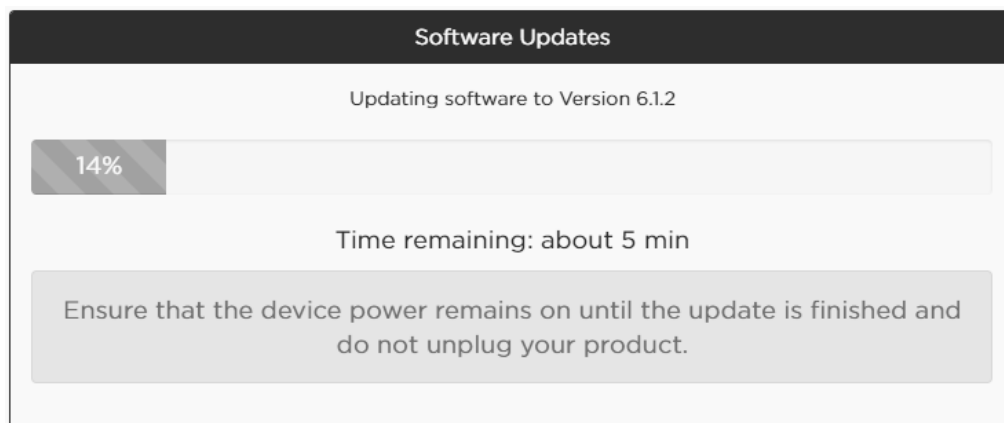 Software Updates
Updating software to Version 6.1.2
14%
Time remaining: about 5 min
Ensure that the device power remains on until the update is finished and
do not unplug your product.